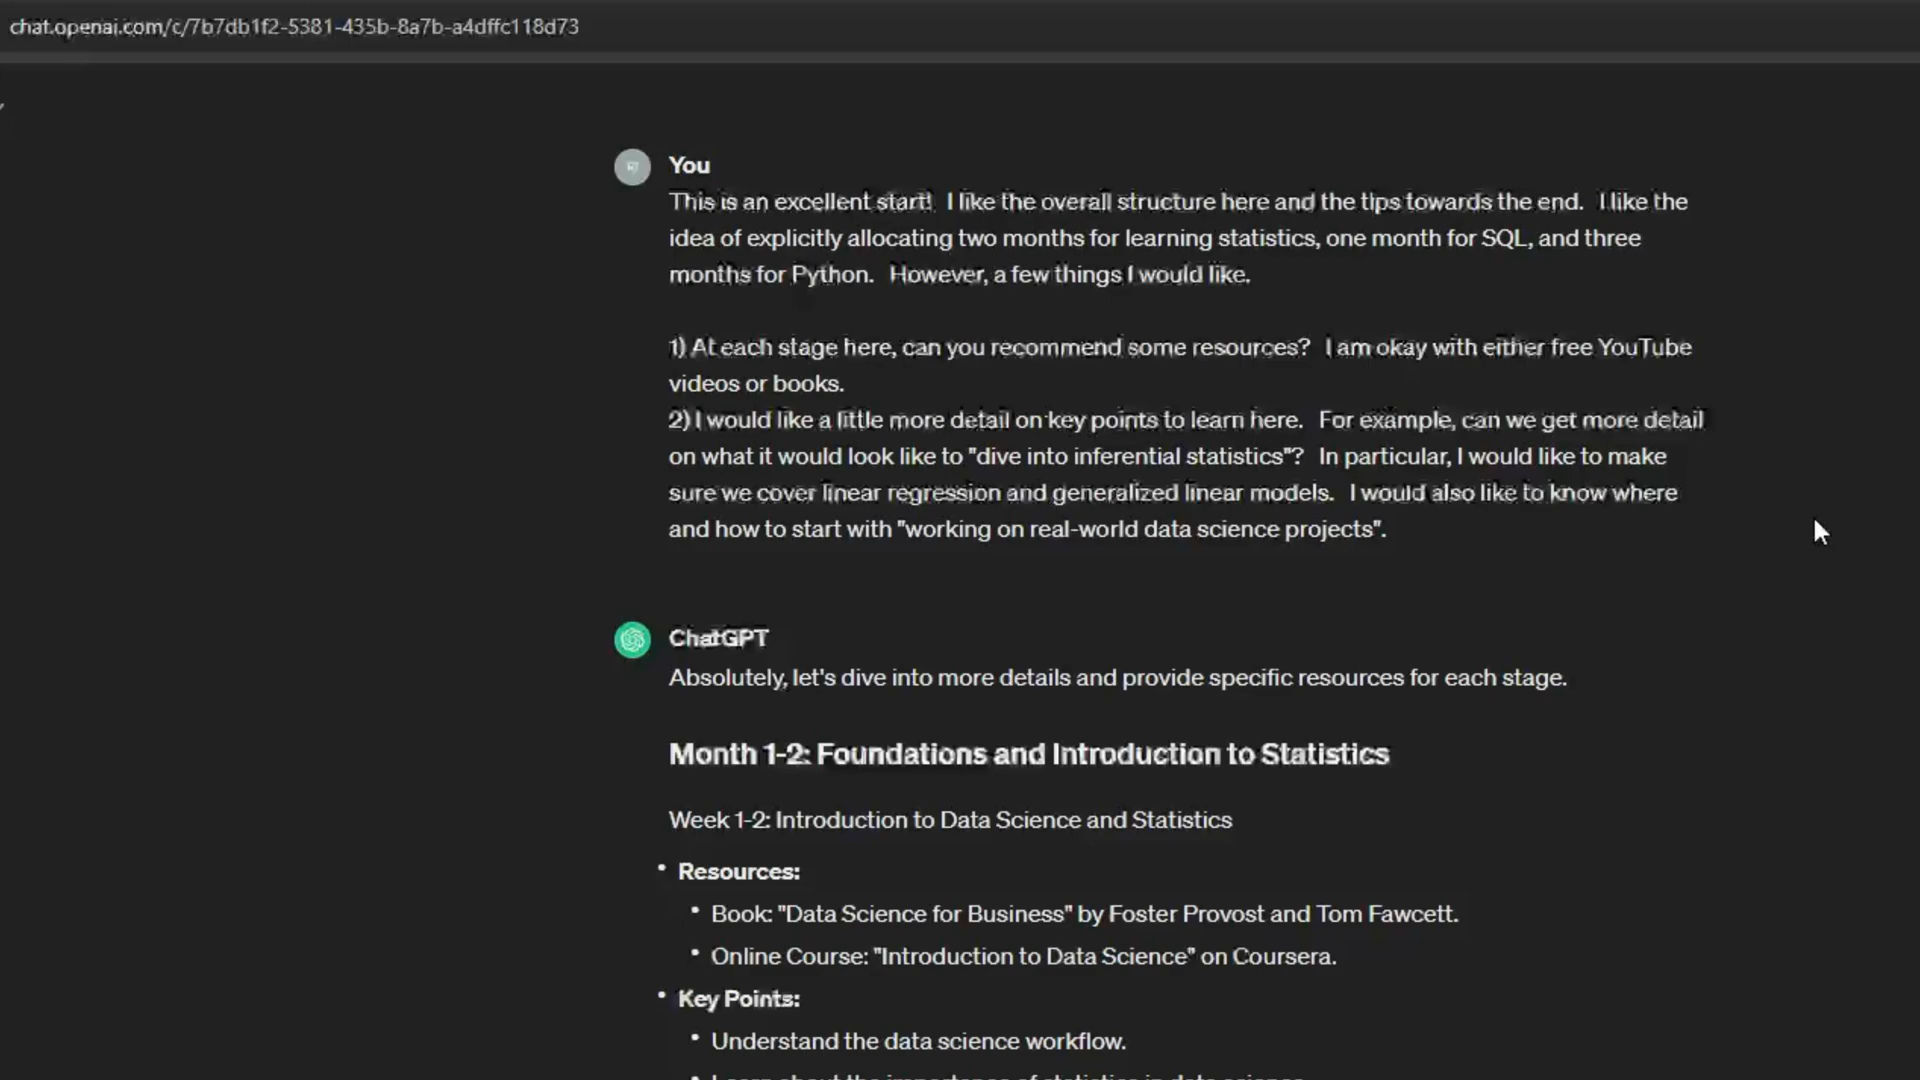 chat.openai.com/c/7b7db1f2-5381-435b-8a7b-a4dffc118d73
You
This is an excellent start!  I like the overall structure here and the tips towards the end.  I like the
idea of explicitly allocating two months for learning statistics, one month for SQL, and three
months for Python.  However, a few things I would like.
1) At each stage here, can you recommend some resources?  I am okay with either free YouTube
videos or books.
2) I would like a little more detail on key points to learn here.  For example, can we get more detail
on what it would look like to "dive into inferential statistics"?  In particular, I would like to make
sure we cover linear regression and generalized linear models.  I would also like to know where
and how to start with "working on real-world data science projects".
ChatGPT
Absolutely, let's dive into more details and provide specific resources for each stage.
Month 1-2: Foundations and Introduction to Statistics
Week 1-2: Introduction to Data Science and Statistics
• Resources:
• Book: "Data Science for Business" by Foster Provost and Tom Fawcett.
• Online Course: "Introduction to Data Science" on Coursera.
• Key Points:
• Understand the data science workflow.
• Learn about the importance of statistics in data science.